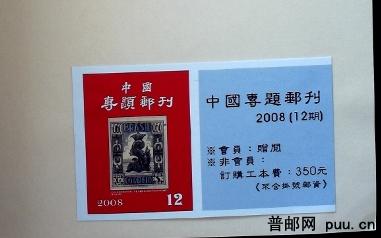 中國
專題郵刊
2008
12
中國專題郵刊
2008 (12期)
※會員：贈閱
※非會員：
訂購工本費：350元
(不含掛號郵資)
普邮网 puu.cn